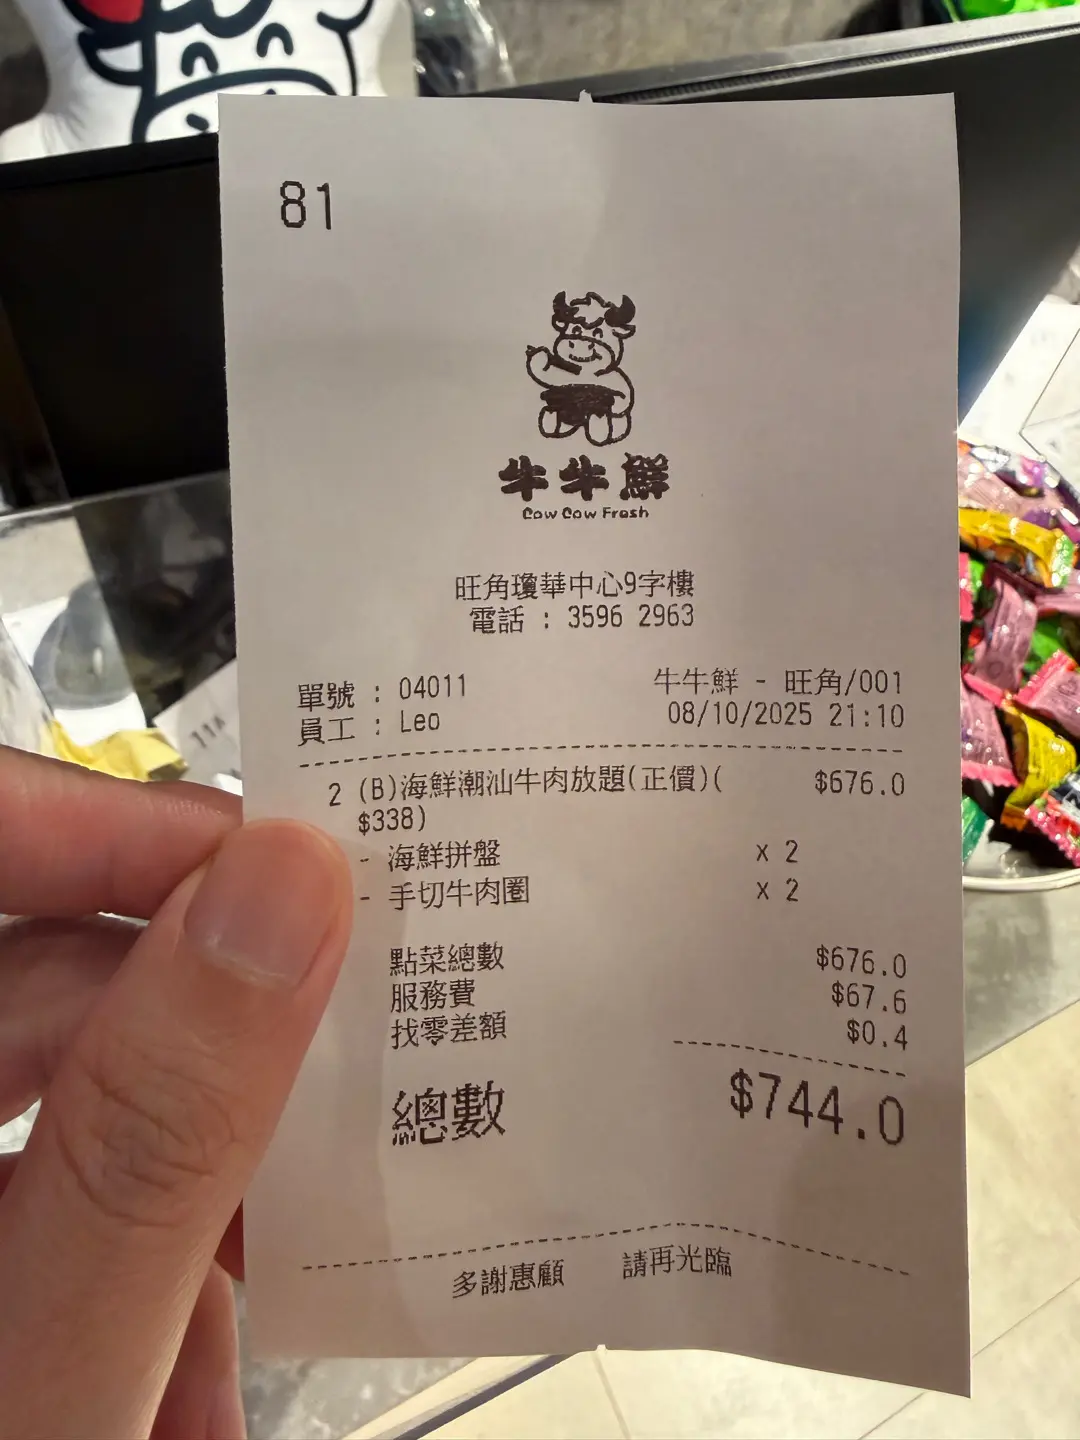 81
牛牛鮮
Cow Cow Fresh
旺角瓊華中心9字樓
電話 : 3596 2963
單號 : 04011
牛牛鮮 - 旺角/001
員工 : Leo
08/10/2025 21:10
2 (B)海鮮潮汕牛肉放題(正價)( $676.0
$338)
- 海鮮拼盤 x 2
- 手切牛肉圈 x 2
點菜總數 $676.0
服務費 $67.6
找零差額 $0.4
總數 $744.0
多謝惠顧 請再光臨